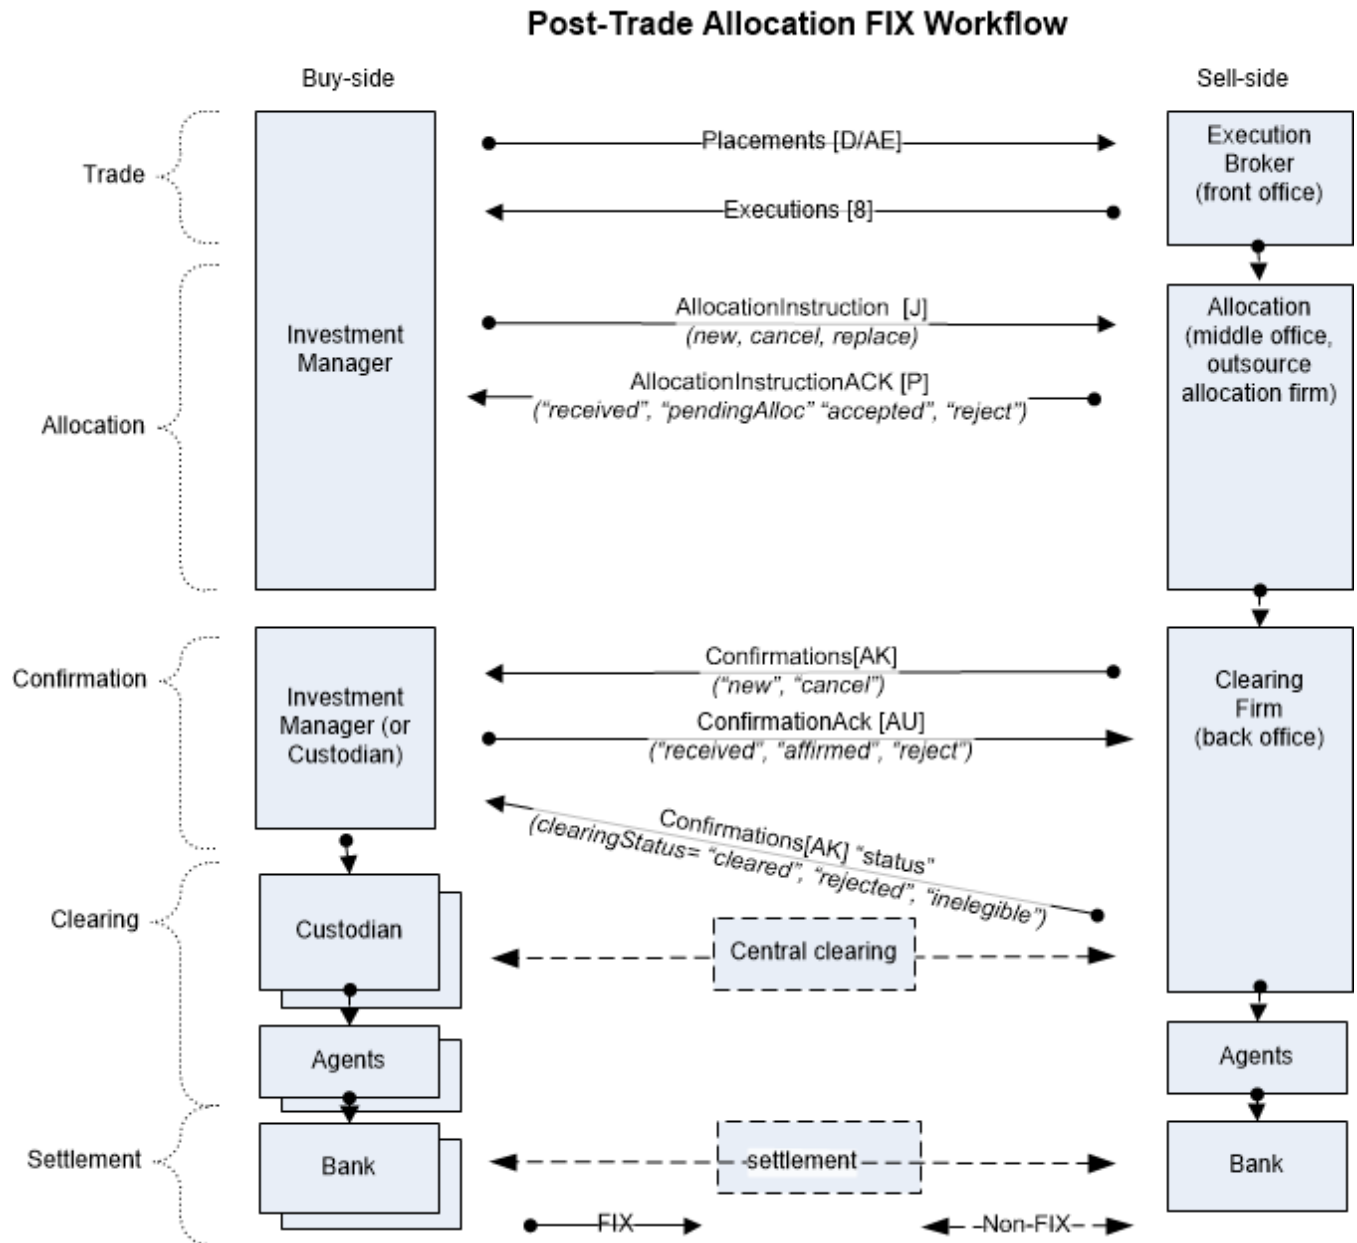 Post-Trade Allocation FIX Workflow
Buy-side
Sell-side
Trade
Placements [D/AE]
Executions [8]
Execution
Broker
(front office)
Allocation
Investment
Manager
AllocationInstruction [J]
(new, cancel, replace)
AllocationInstructionACK [P]
(“received”, “pendingAlloc” “accepted”, “reject”)
Allocation
(middle office,
outsource
allocation firm)
Confirmation
Investment
Manager (or
Custodian)
Confirmations[AK]
(“new”, “cancel”)
ConfirmationAck [AU]
(“received”, “affirmed”, “reject”)
Clearing
Firm
(back office)
Confirmations[AK] “status”
(clearingStatus= “cleared”, “rejected”, “inelegible”)
Clearing
Custodian
Central clearing
Agents
Agents
Settlement
Bank
settlement
Bank
FIX
Non-FIX